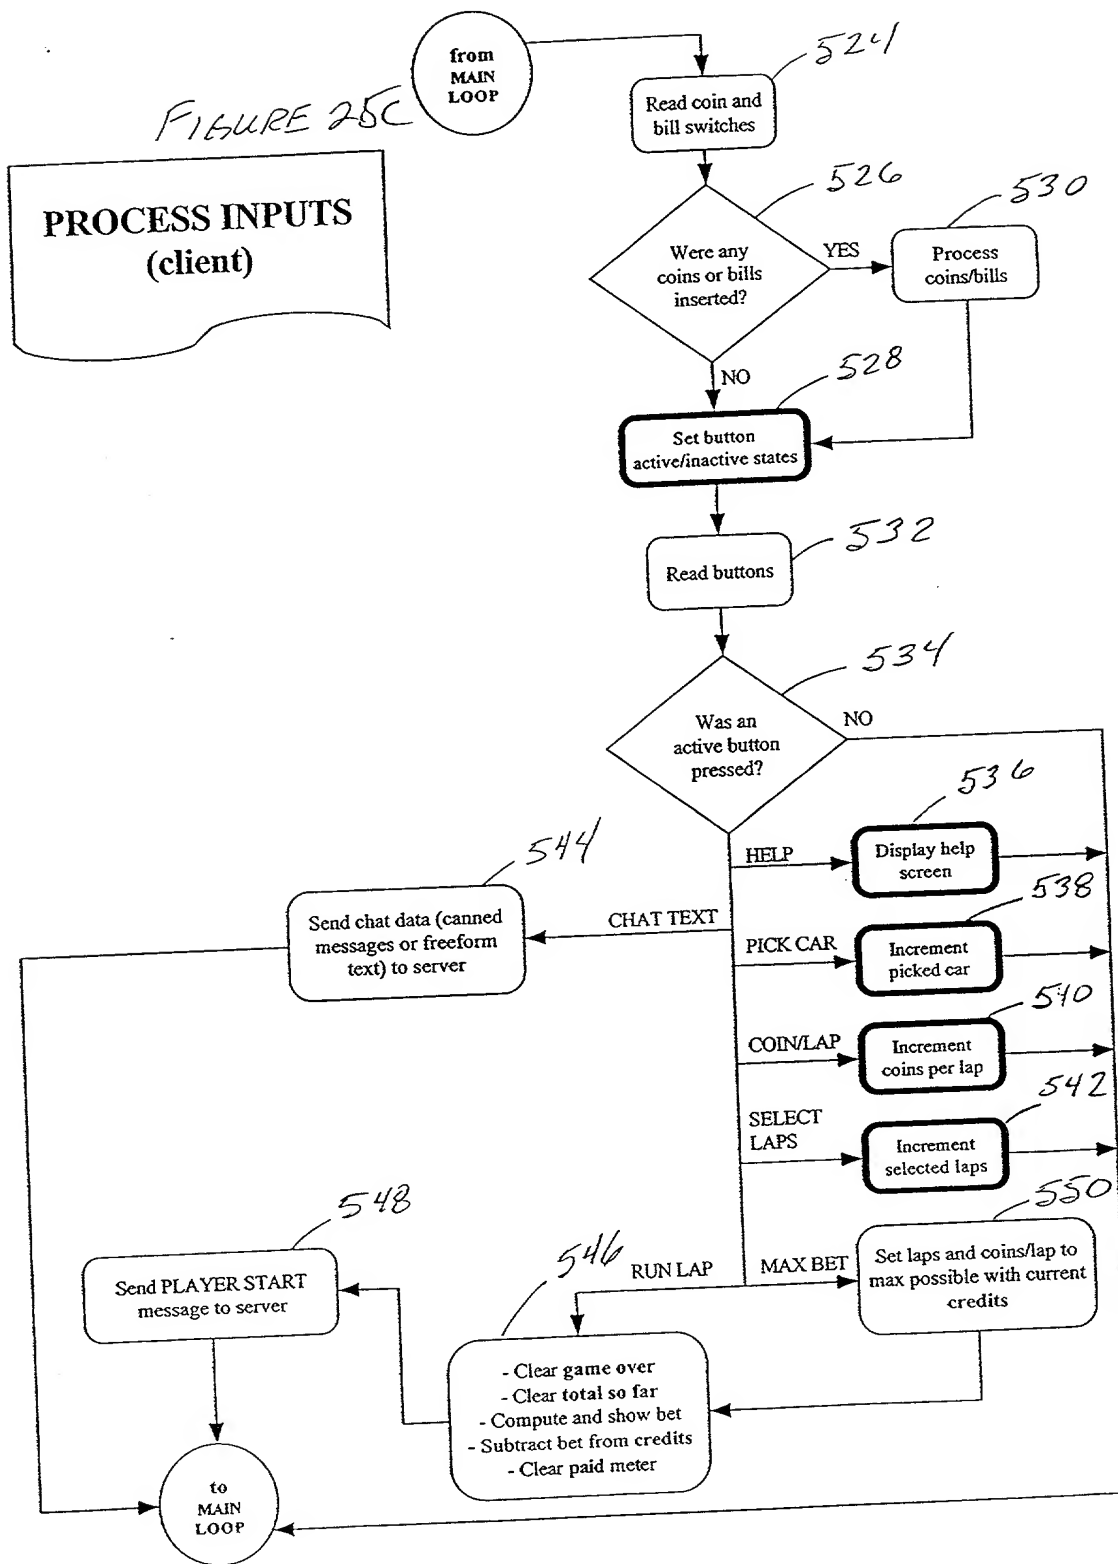 from
MAIN
LOOP
524
Read coin and
bill switches
FIGURE 25C
PROCESS INPUTS
(client)
526
530
Were any
coins or bills
inserted?
YES
Process
coins/bills
NO
528
Set button
active/inactive states
532
Read buttons
534
Was an
active button
pressed?
NO
536
HELP
Display help
screen
544
Send chat data (canned
messages or freeform
text) to server
CHAT TEXT
538
PICK CAR
Increment
picked car
540
COIN/LAP
Increment
coins per lap
542
SELECT
LAPS
Increment
selected laps
550
548
Send PLAYER START
message to server
546
RUN LAP
MAX BET
Set laps and coins/lap to
max possible with current
credits
- Clear game over
- Clear total so far
- Compute and show bet
- Subtract bet from credits
- Clear paid meter
to
MAIN
LOOP